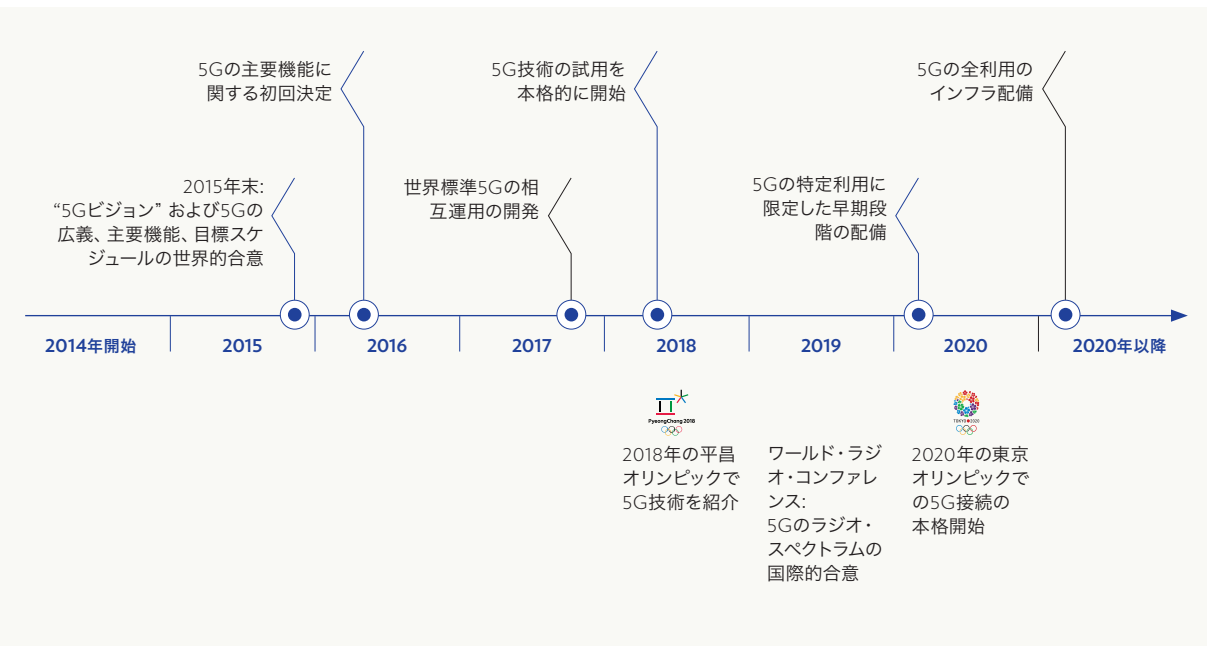 5Gの主要機能に
関する初回決定
5G技術の試用を
本格的に開始
5Gの全利用の
インフラ配備
2015年末:
“5Gビジョン” および5Gの
広義、主要機能、目標スケ
ジュールの世界的合意
世界標準5Gの相
互運用の開発
5Gの特定利用に
限定した早期段
階の配備
2014年開始
2015
2016
2017
2018
2019
2020
2020年以降
PyeongChang 2018
TOKYO 2020
2018年の平昌
オリンピックで
5G技術を紹介
ワールド・ラジ
オ・コンファレ
ンス:
5Gのラジオ・
スペクトラムの
国際的合意
2020年の東京
オリンピックで
の5G接続の
本格開始